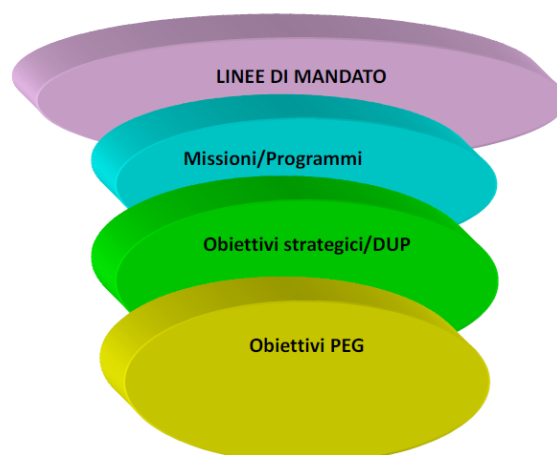 LINEE DI MANDATO
Missioni/Programmi
Obiettivi strategici/DUP
Obiettivi PEG